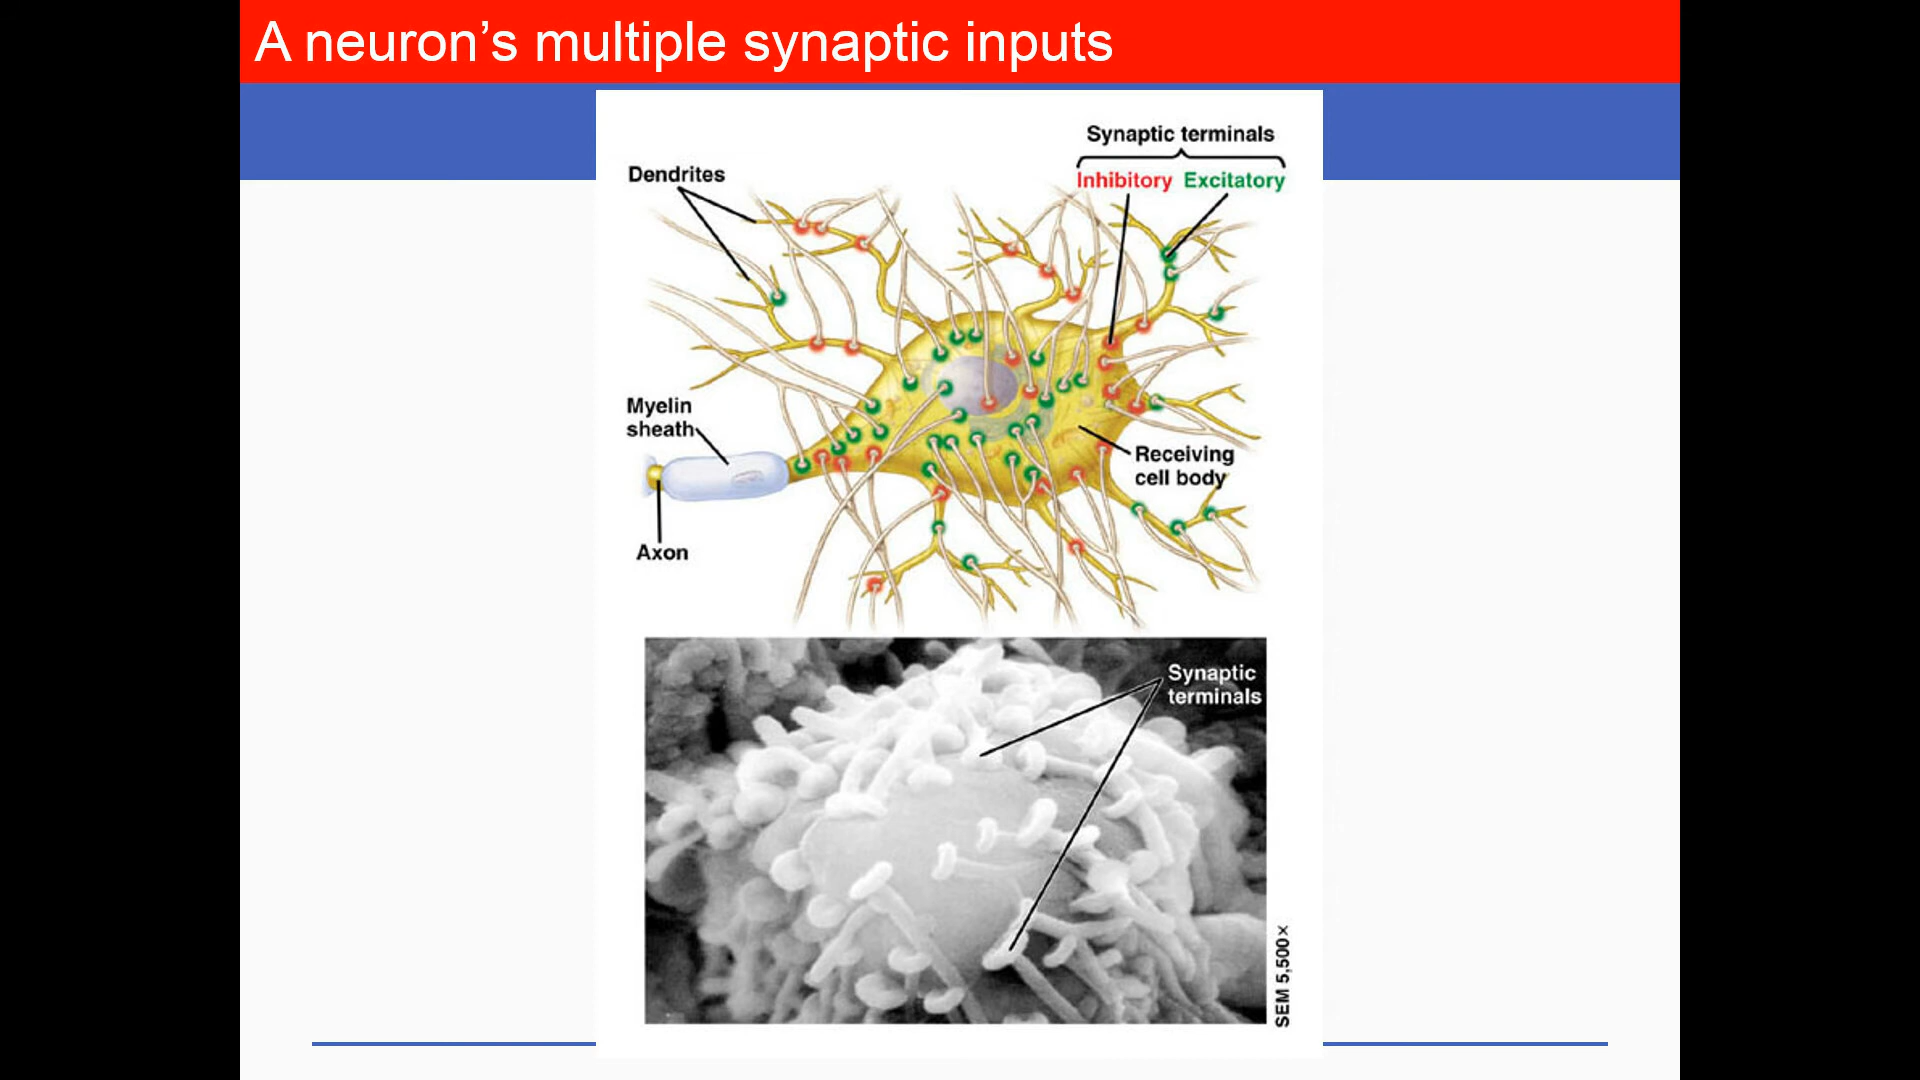 A neuron’s multiple synaptic inputs
Synaptic terminals
Dendrites
Inhibitory Excitatory
Myelin
sheath
Receiving
cell body
Axon
Synaptic
terminals
SEM 5,500×